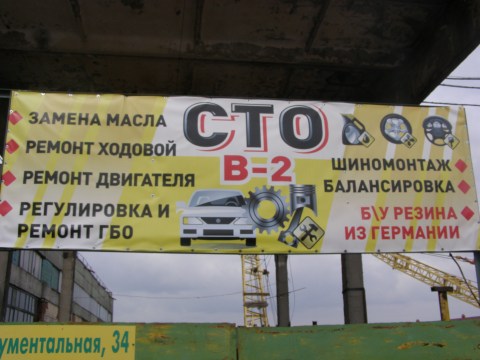 СТО
В-2
ЗАМЕНА МАСЛА
РЕМОНТ ХОДОВОЙ
РЕМОНТ ДВИГАТЕЛЯ
РЕГУЛИРОВКА И
РЕМОНТ ГБО
ШИНОМОНТАЖ
БАЛАНСИРОВКА
Б\У РЕЗИНА
ИЗ ГЕРМАНИИ
ументальная, 34